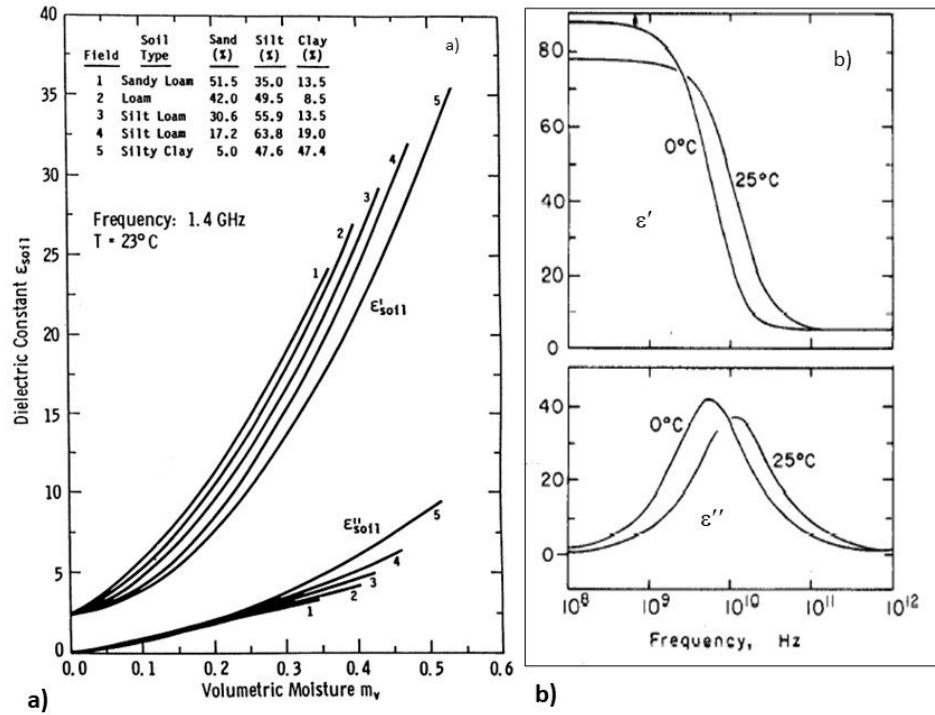 a)
Soil Sand Silt Clay
Field Type (%) (%) (%)
1 Sandy Loam 51.5 35.0 13.5
2 Loam 42.0 49.5 8.5
3 Silt Loam 30.6 55.9 13.5
4 Silt Loam 17.2 63.8 19.0
5 Silty Clay 5.0 47.6 47.4
Frequency: 1.4 GHz
T = 23°C
40
35
30
25
20
15
10
5
0
Dielectric Constant εsoil
1
2
3
4
5
ε'soil
ε"soil
5
4
3
2
1
0.0 0.1 0.2 0.3 0.4 0.5 0.6
Volumetric Moisture mv
a)
b)
80
60
40
20
0
0°C
25°C
ε'
40
20
0
0°C
25°C
ε''
10^8 10^9 10^10 10^11 10^12
Frequency, Hz
b)